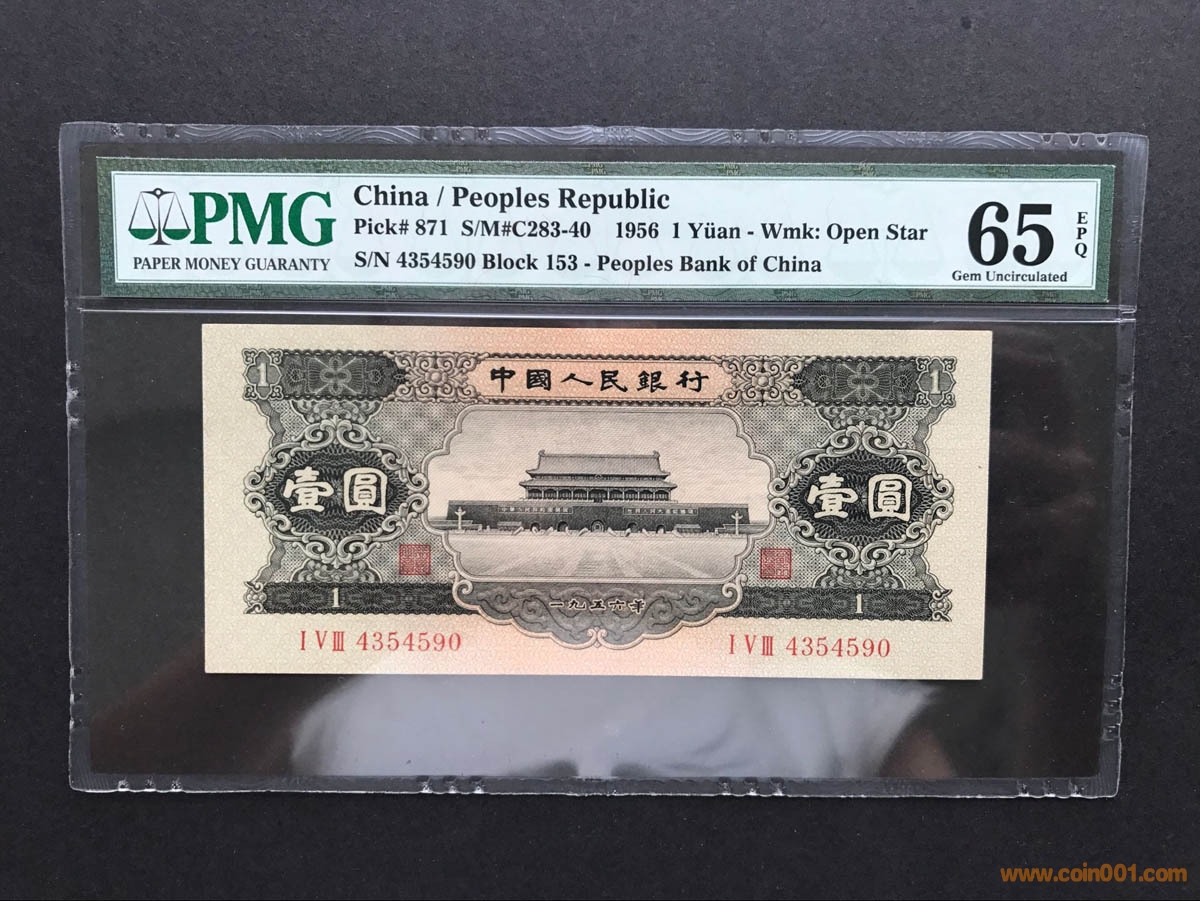 PMG
PAPER MONEY GUARANTY
China / Peoples Republic
Pick# 871 S/M#C283-40 1956 1 Yüan - Wmk: Open Star
S/N 4354590 Block 153 - Peoples Bank of China
65
EPQ
Gem Uncirculated
1
中國人民銀行
1
壹圓
壹圓
1
一九五六年
1
I V III 4354590
I V III 4354590
www.coin001.com